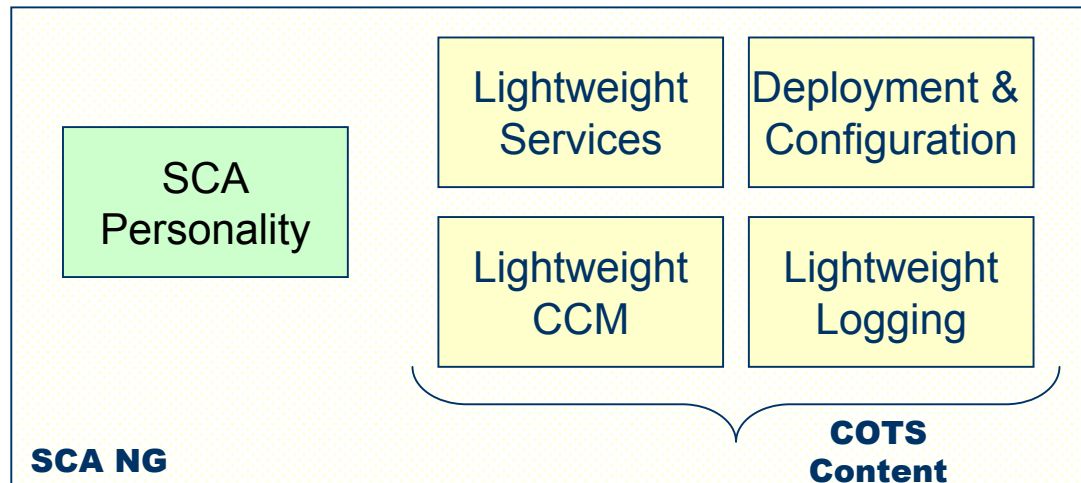 SCA
Personality
Lightweight
Services
Deployment &
Configuration
Lightweight
CCM
Lightweight
Logging
COTS
Content
SCA NG